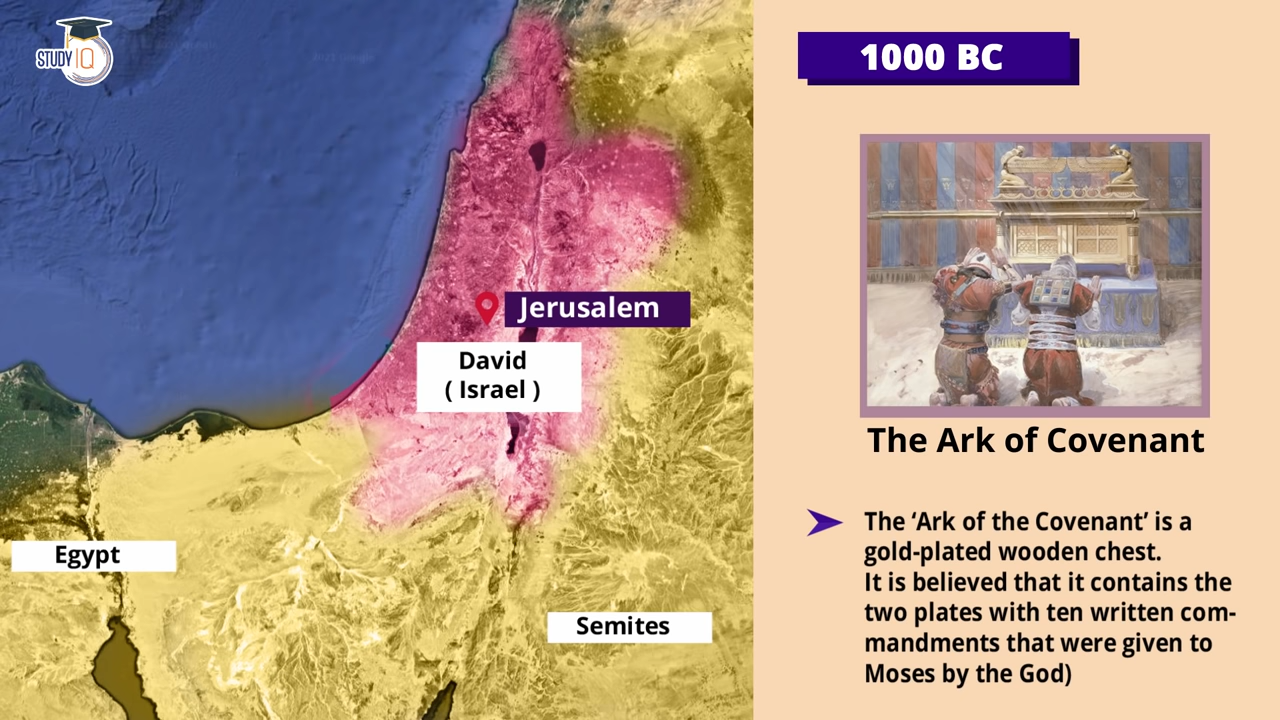 STUDY IQ
1000 BC
Jerusalem
David
( Israel )
Egypt
Semites
The Ark of Covenant
The ‘Ark of the Covenant’ is a
gold-plated wooden chest.
It is believed that it contains the
two plates with ten written com-
mandments that were given to
Moses by the God)